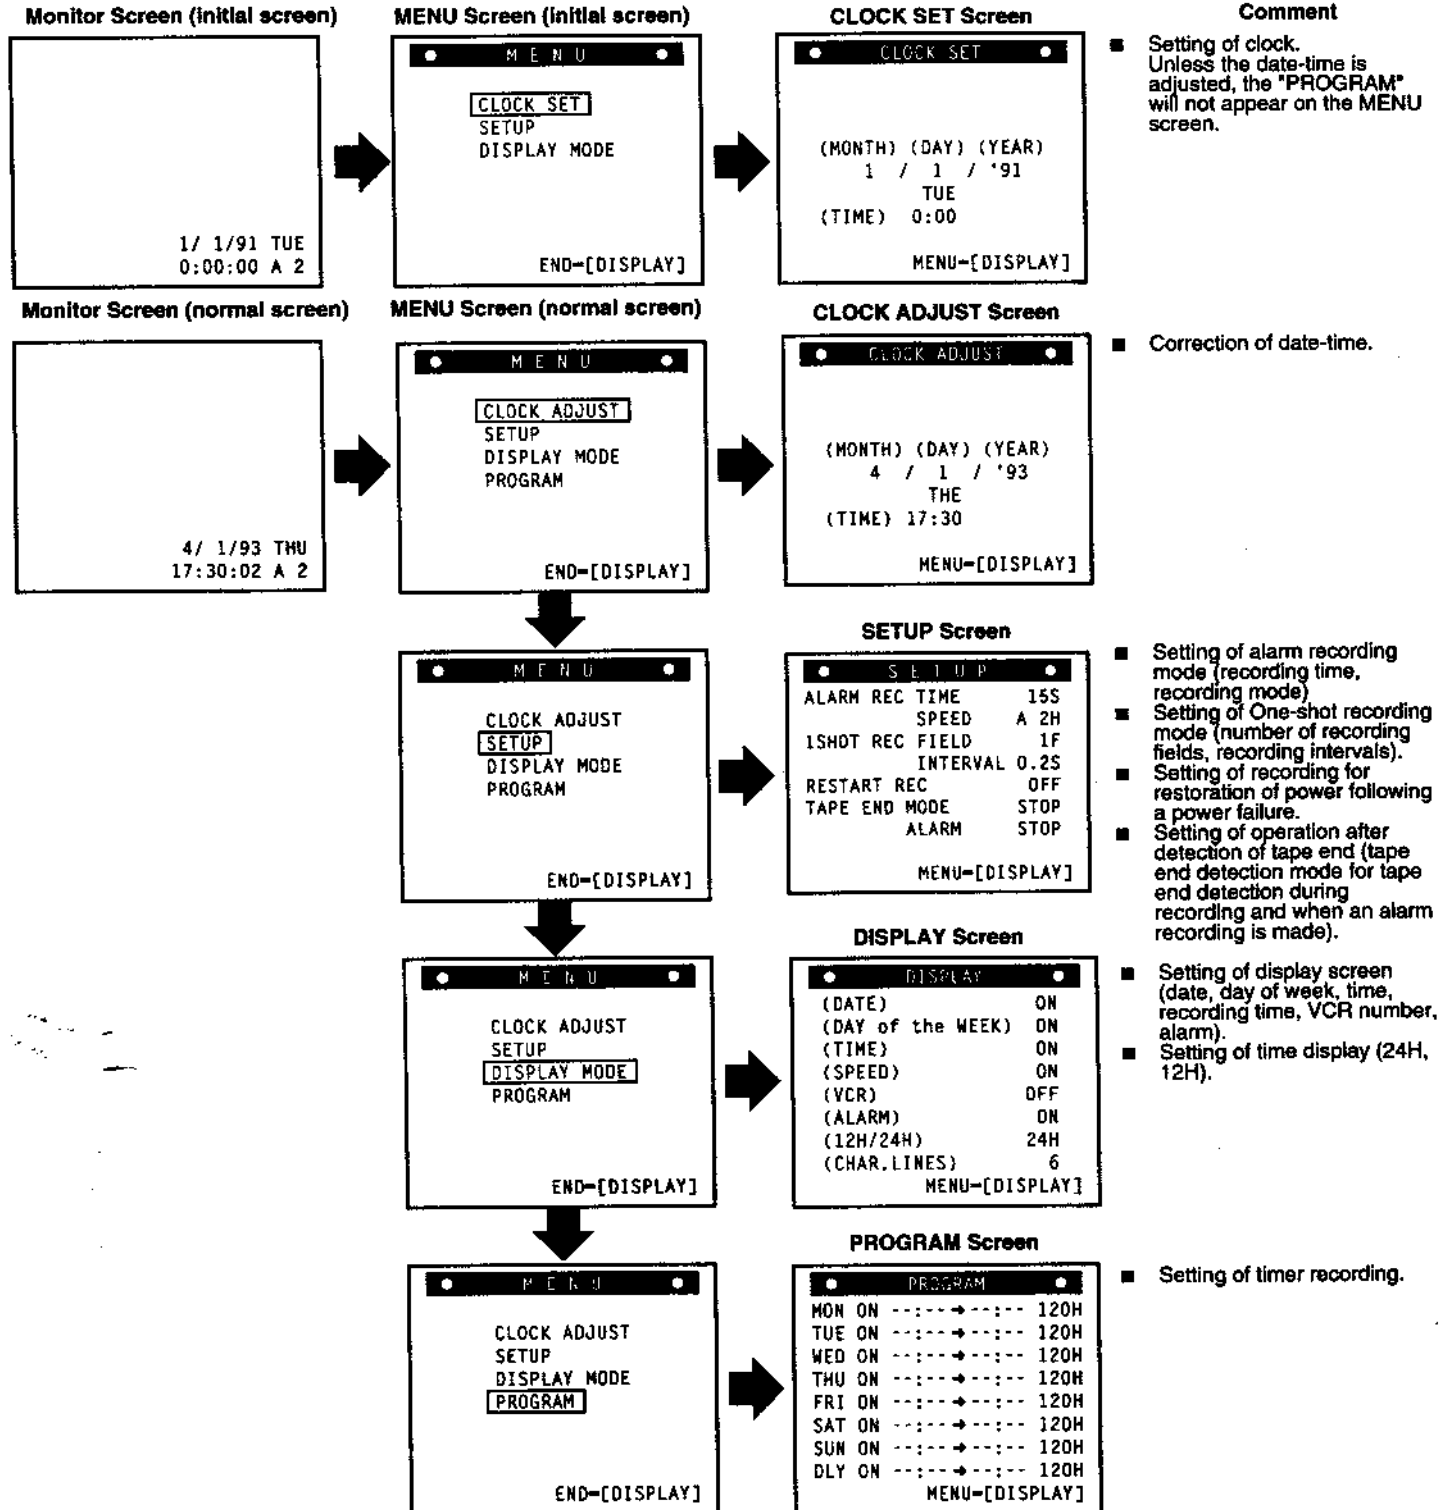 Monitor Screen (initial screen)
MENU Screen (initial screen)
CLOCK SET Screen
Comment
1/ 1/91 TUE
0:00:00 A 2
M E N U
CLOCK SET
SETUP
DISPLAY MODE
END=[DISPLAY]
CLOCK SET
(MONTH) (DAY) (YEAR)
1 / 1 / '91
TUE
(TIME) 0:00
MENU=[DISPLAY]
■ Setting of clock.
Unless the date-time is
adjusted, the "PROGRAM"
will not appear on the MENU
screen.
Monitor Screen (normal screen)
MENU Screen (normal screen)
CLOCK ADJUST Screen
4/ 1/93 THU
17:30:02 A 2
M E N U
CLOCK ADJUST
SETUP
DISPLAY MODE
PROGRAM
END=[DISPLAY]
CLOCK ADJUST
(MONTH) (DAY) (YEAR)
4 / 1 / '93
THE
(TIME) 17:30
MENU=[DISPLAY]
■ Correction of date-time.
SETUP Screen
M E N U
CLOCK ADJUST
SETUP
DISPLAY MODE
PROGRAM
END=[DISPLAY]
S E T U P
ALARM REC TIME 15S
SPEED A 2H
1SHOT REC FIELD 1F
INTERVAL 0.2S
RESTART REC OFF
TAPE END MODE STOP
ALARM STOP
MENU=[DISPLAY]
■ Setting of alarm recording
mode (recording time,
recording mode)
■ Setting of One-shot recording
mode (number of recording
fields, recording intervals).
■ Setting of recording for
restoration of power following
a power failure.
■ Setting of operation after
detection of tape end (tape
end detection mode for tape
end detection during
recording and when an alarm
recording is made).
DISPLAY Screen
M E N U
CLOCK ADJUST
SETUP
DISPLAY MODE
PROGRAM
END=[DISPLAY]
DISPLAY
(DATE) ON
(DAY of the WEEK) ON
(TIME) ON
(SPEED) ON
(VCR) OFF
(ALARM) ON
(12H/24H) 24H
(CHAR.LINES) 6
MENU=[DISPLAY]
■ Setting of display screen
(date, day of week, time,
recording time, VCR number,
alarm).
■ Setting of time display (24H,
12H).
PROGRAM Screen
M E N U
CLOCK ADJUST
SETUP
DISPLAY MODE
PROGRAM
END=[DISPLAY]
PROGRAM
MON ON --:--→--:-- 120H
TUE ON --:--→--:-- 120H
WED ON --:--→--:-- 120H
THU ON --:--→--:-- 120H
FRI ON --:--→--:-- 120H
SAT ON --:--→--:-- 120H
SUN ON --:--→--:-- 120H
DLY ON --:--→--:-- 120H
MENU=[DISPLAY]
■ Setting of timer recording.